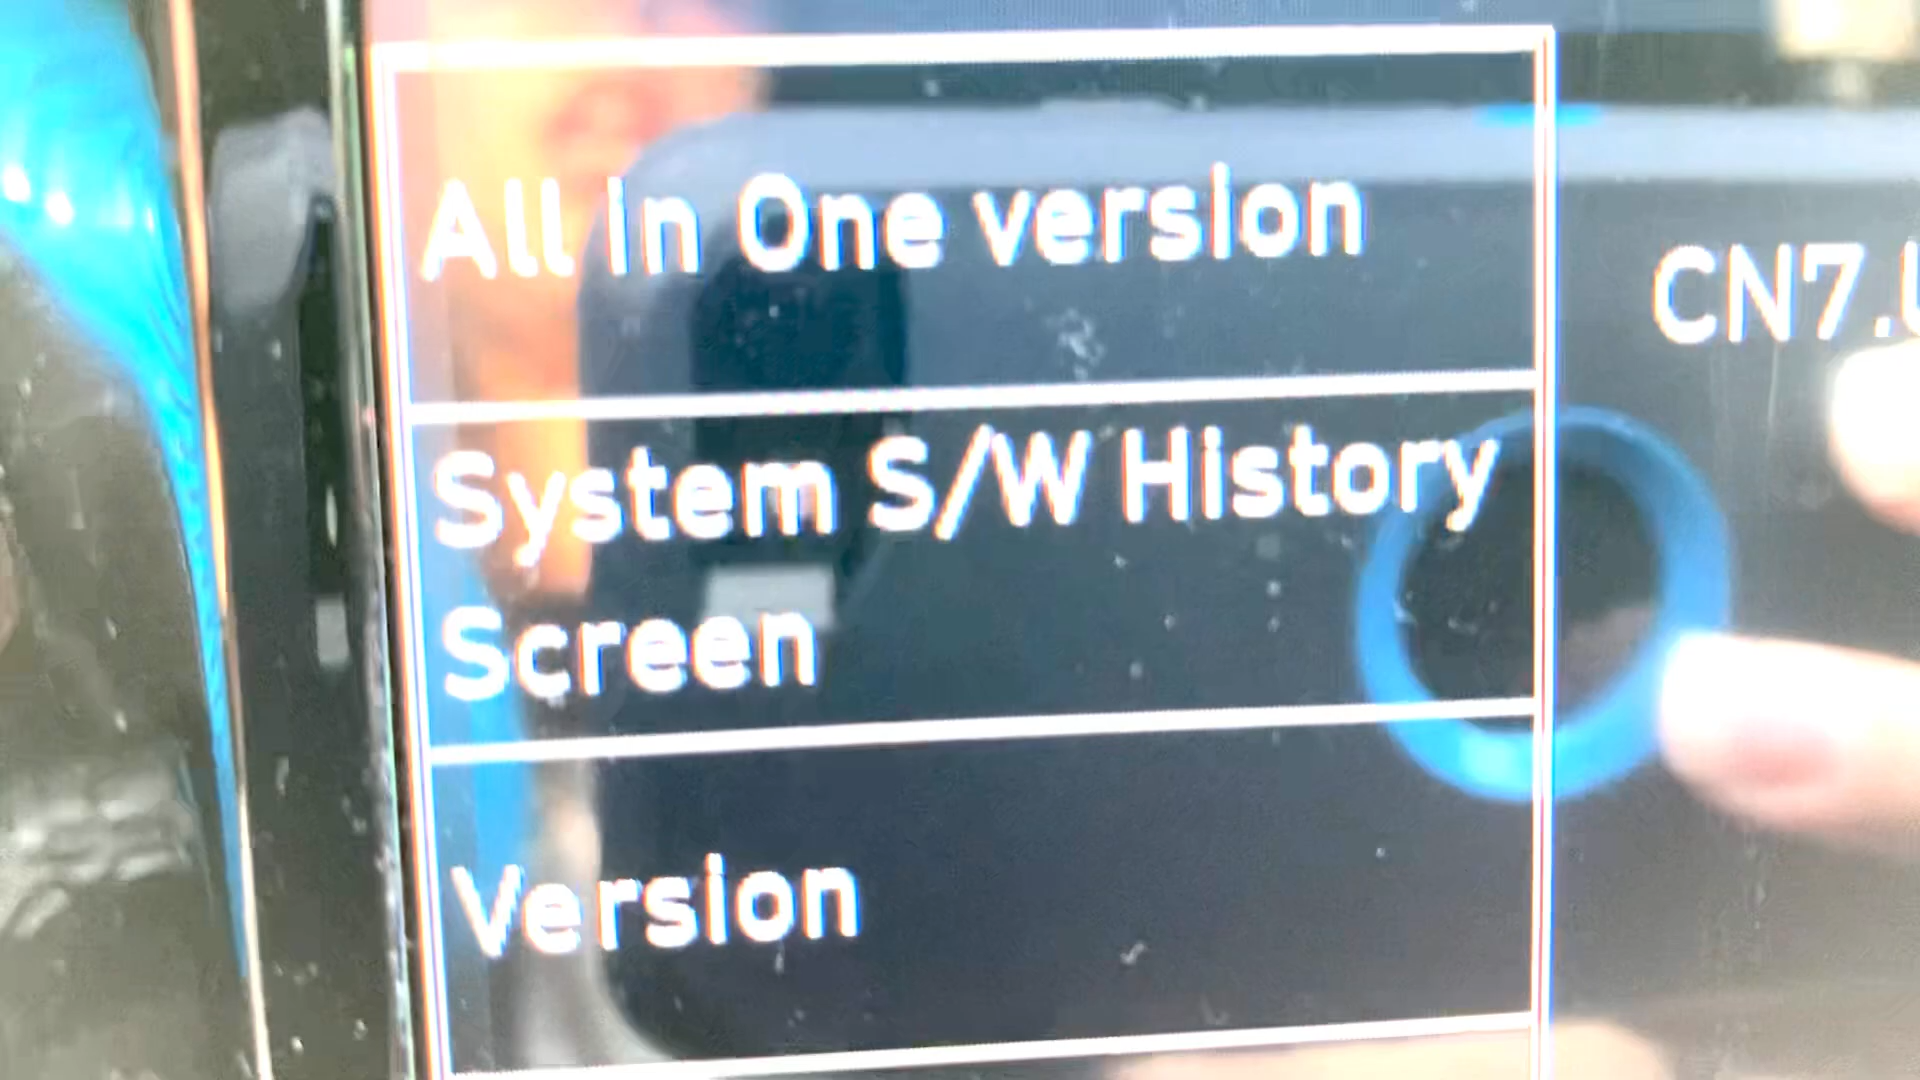 All in One version
CN7.U
System S/W History
Screen
Version